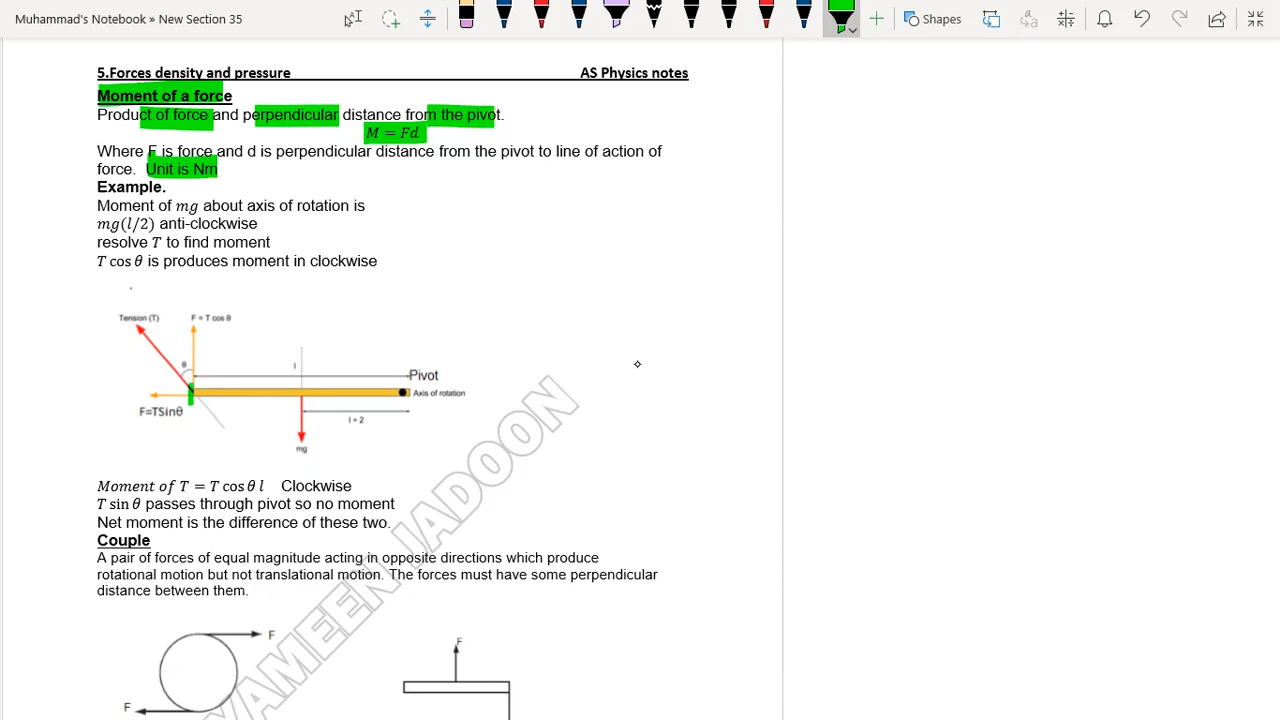 Muhammad's Notebook » New Section 35
Shapes
5.Forces density and pressure AS Physics notes
Moment of a force
Product of force and perpendicular distance from the pivot.
M = Fd
Where F is force and d is perpendicular distance from the pivot to line of action of
force. Unit is Nm
Example.
Moment of mg about axis of rotation is
mg(l/2) anti-clockwise
resolve T to find moment
T cos θ is produces moment in clockwise
Tension (T) F = T cos θ
θ
l
Pivot
Axis of rotation
F=TSinθ
l ÷ 2
mg
Moment of T = T cos θ l Clockwise
T sin θ passes through pivot so no moment
Net moment is the difference of these two.
Couple
A pair of forces of equal magnitude acting in opposite directions which produce
rotational motion but not translational motion. The forces must have some perpendicular
distance between them.
F
F
F
YAMEEN JADOON